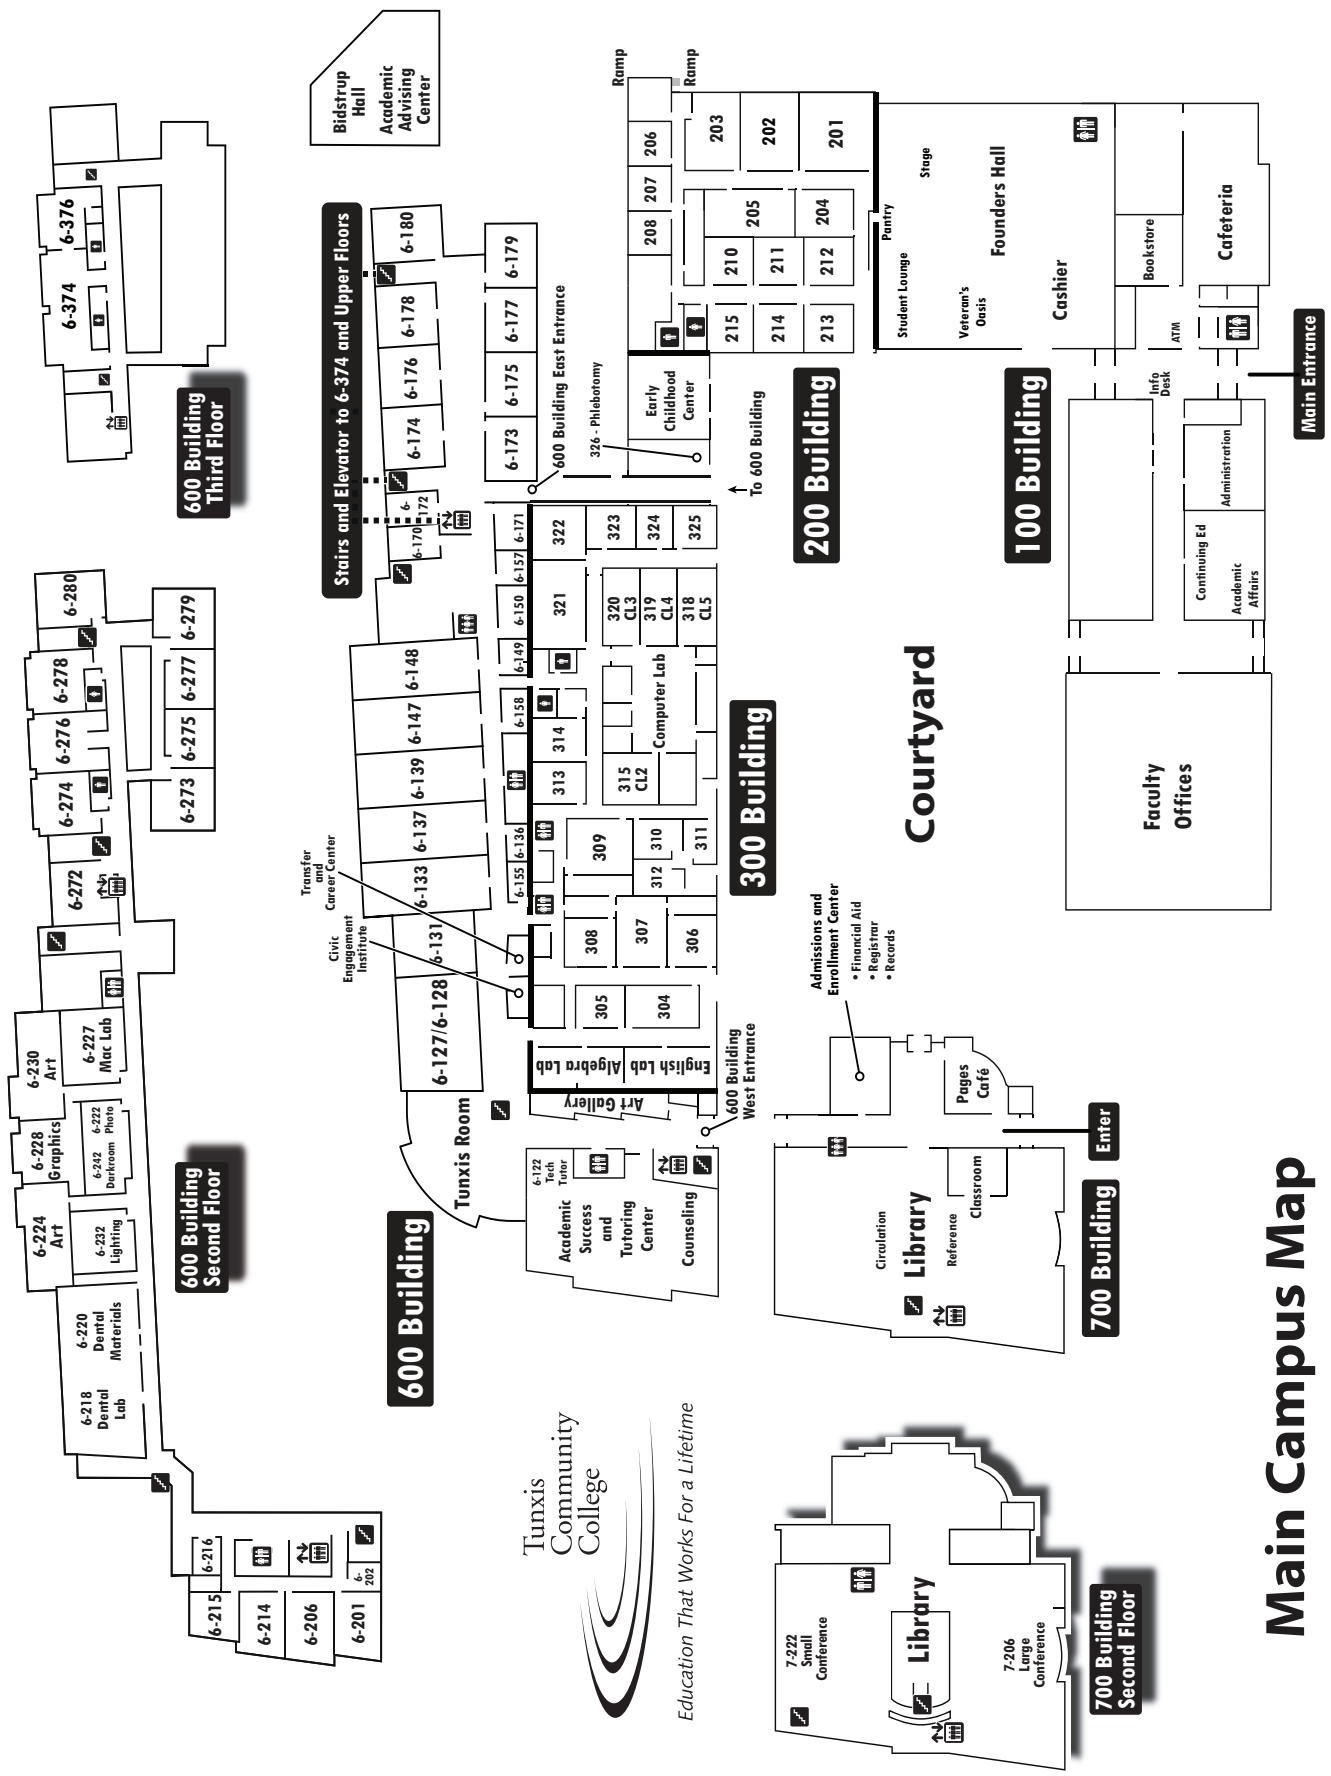 Main Campus Map
Tunxis
Community
College
Education That Works For a Lifetime
600 Building
Second Floor
6-201
6-202
6-206
6-214
6-215
6-216
6-218
Dental
Lab
6-220
Dental
Materials
6-224
Art
6-232
Lighting
6-228
Graphics
6-242
Darkroom
6-222
Photo
6-230
Art
6-227
Mac Lab
6-272
6-274
6-276
6-278
6-280
6-273
6-275
6-277
6-279
600 Building
Third Floor
6-374
6-376
Bidstrup
Hall
Academic
Advising
Center
Stairs and Elevator to 6-374 and Upper Floors
600 Building
Tunxis Room
6-127/6-128
6-131
6-133
6-137
6-139
6-147
6-148
6-170
6-172
6-174
6-176
6-178
6-180
6-173
6-175
6-177
6-179
6-155
6-136
6-158
6-149
6-150
6-157
6-171
Civic
Engagement
Institute
Transfer
and
Career Center
600 Building East Entrance
326 - Phlebotomy
6-122
Tech
Tutor
Academic
Success
and
Tutoring
Center
Counseling
Art Gallery
600 Building
West Entrance
300 Building
Algebra Lab
English Lab
304
305
306
307
308
309
310
311
312
313
314
315
CL2
Computer Lab
320
CL3
319
CL4
318
CL5
321
322
323
324
325
To 600 Building
200 Building
Early
Childhood
Center
Ramp
Ramp
201
202
203
204
205
206
207
208
210
211
212
213
214
215
100 Building
Pantry
Stage
Student Lounge
Founders Hall
Veteran's
Oasis
Cashier
Bookstore
Cafeteria
ATM
Info
Desk
Main Entrance
Administration
Continuing Ed
Academic
Affairs
Faculty
Offices
Courtyard
Admissions and
Enrollment Center
• Financial Aid
• Registrar
• Records
Pages
Café
Enter
700 Building
Circulation
Library
Reference
Classroom
700 Building
Second Floor
7-222
Small
Conference
Library
7-206
Large
Conference